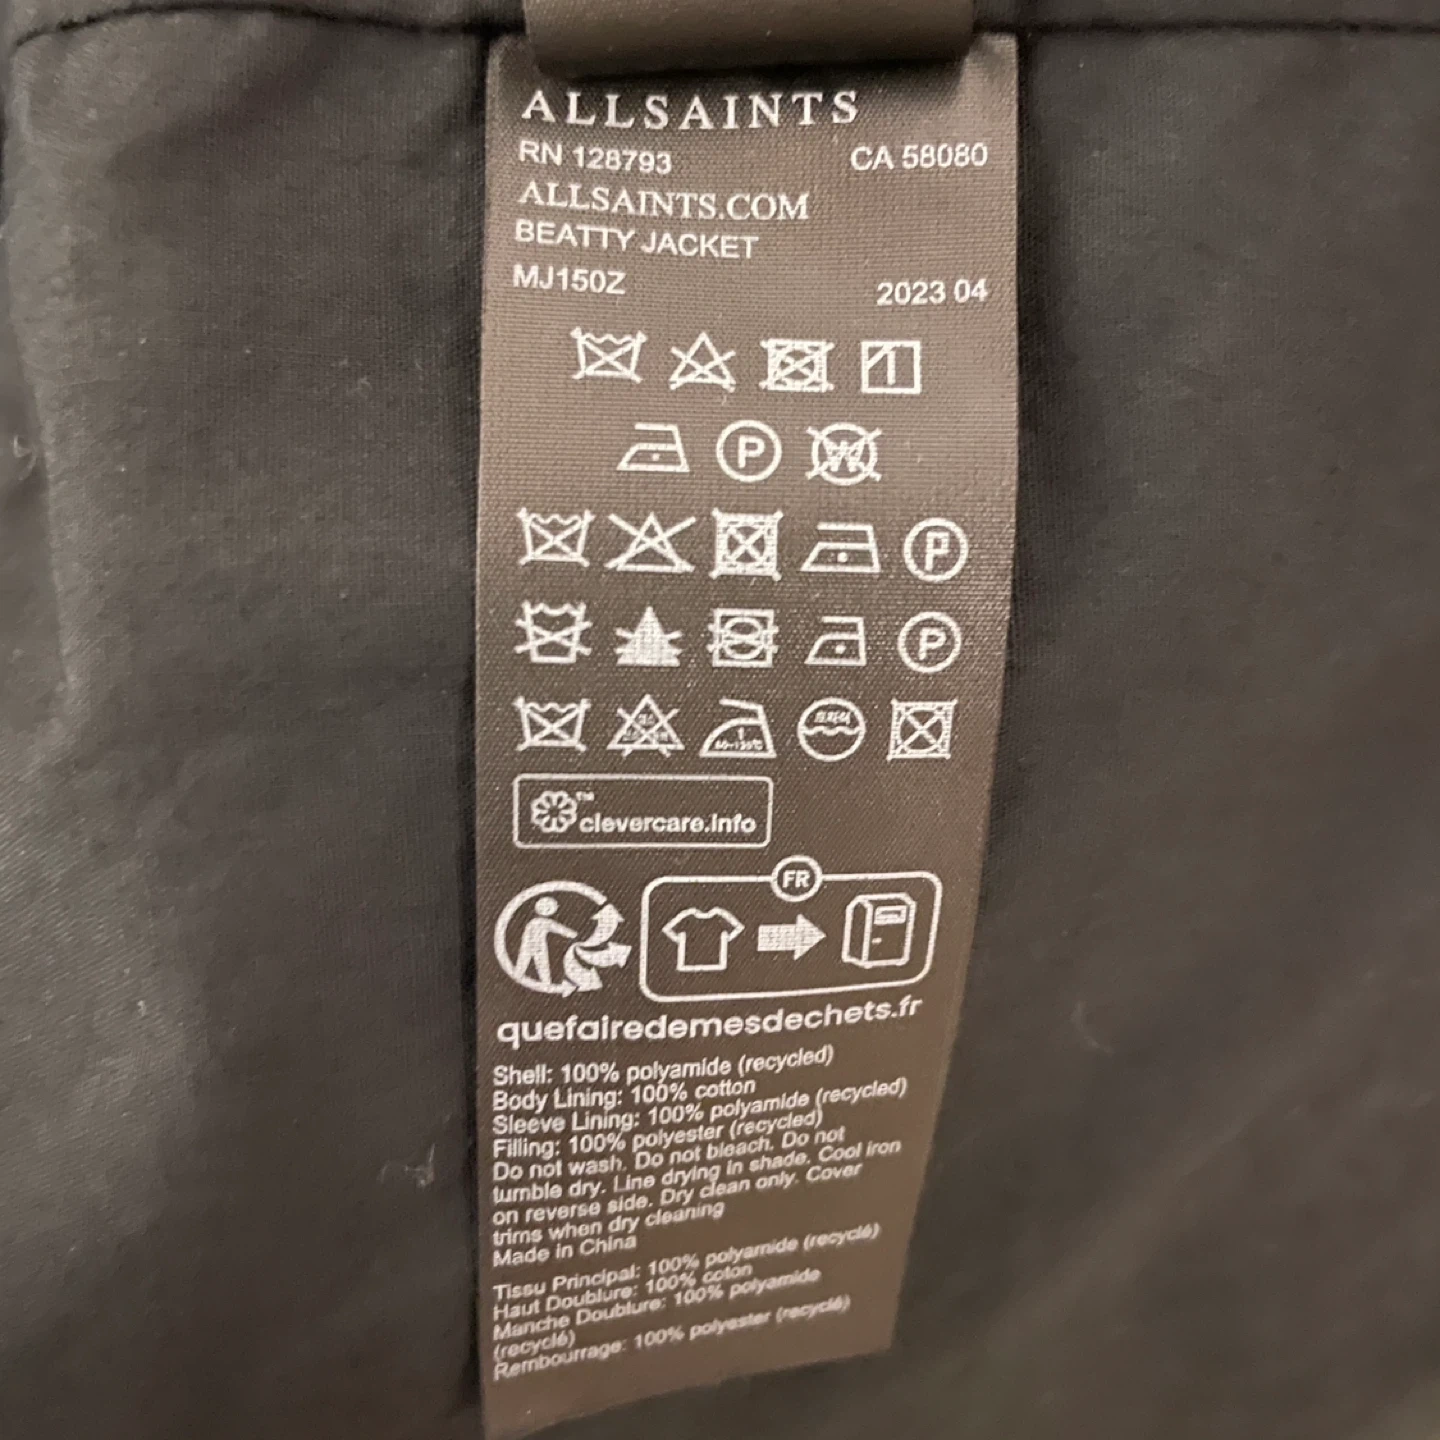 ALLSAINTS
RN 128793 CA 58080
ALLSAINTS.COM
BEATTY JACKET
MJ150Z 2023 04
1
P W
P
P
1
clevercare.info
TM
FR
quefairedemesdechets.fr
Shell: 100% polyamide (recycled)
Body Lining: 100% cotton
Sleeve Lining: 100% polyamide (recycled)
Filling: 100% polyester (recycled)
Do not wash. Do not bleach. Do not
tumble dry. Line drying in shade. Cool iron
on reverse side. Dry clean only. Cover
trims when dry cleaning
Made in China
Tissu Principal: 100% polyamide (recyclé)
Haut Doublure: 100% coton
Manche Doublure: 100% polyamide
(recyclé)
Rembourrage: 100% polyester (recyclé)